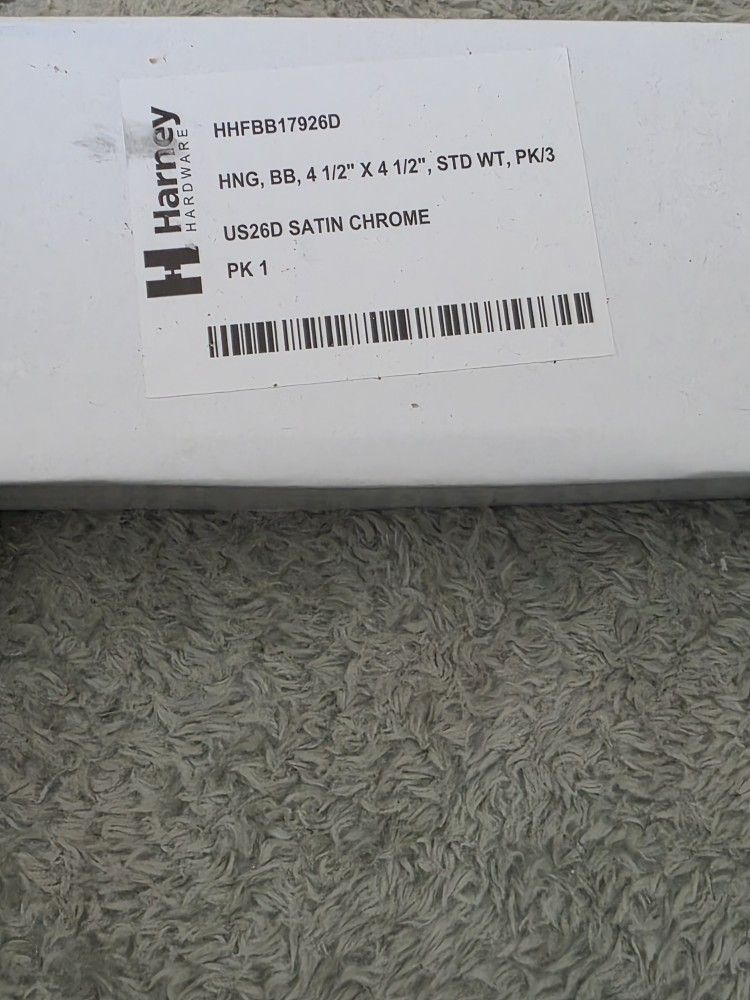 Harney
HARDWARE
HHFBB17926D
HNG, BB, 4 1/2" X 4 1/2", STD WT, PK/3
US26D SATIN CHROME
PK 1